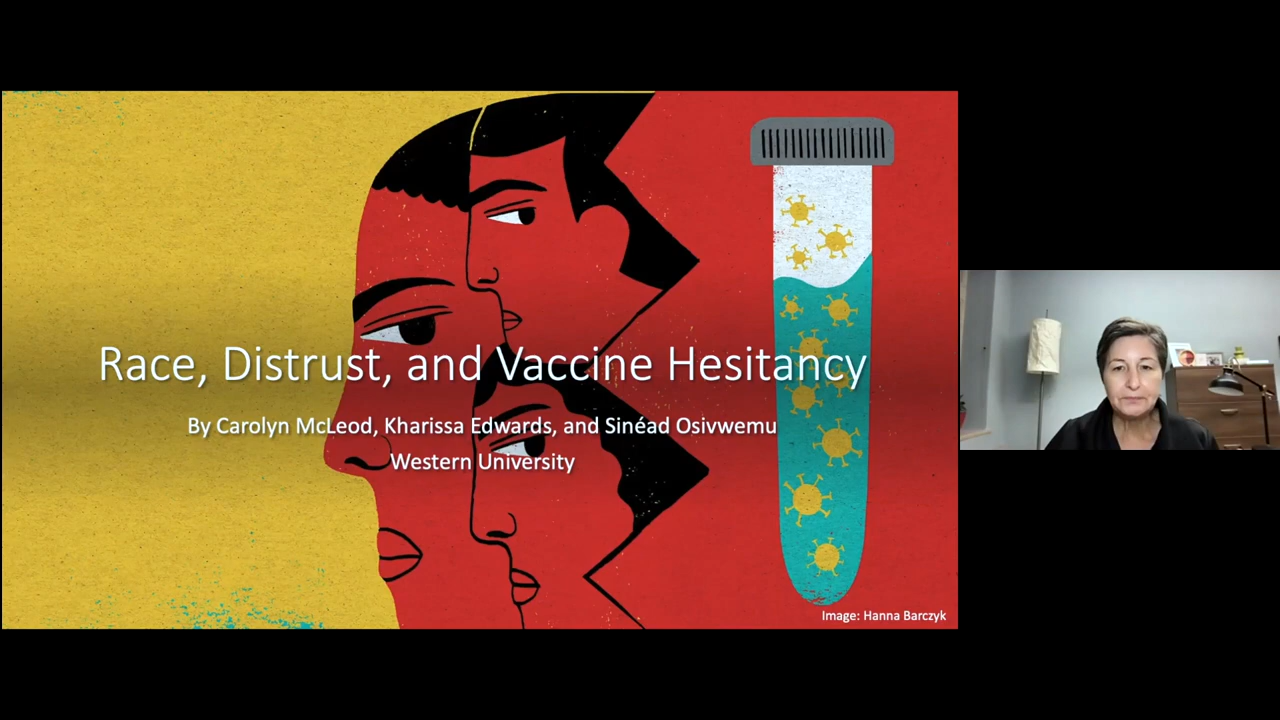 Race, Distrust, and Vaccine Hesitancy
By Carolyn McLeod, Kharissa Edwards, and Sinéad Osivwemu
Western University
Image: Hanna Barczyk